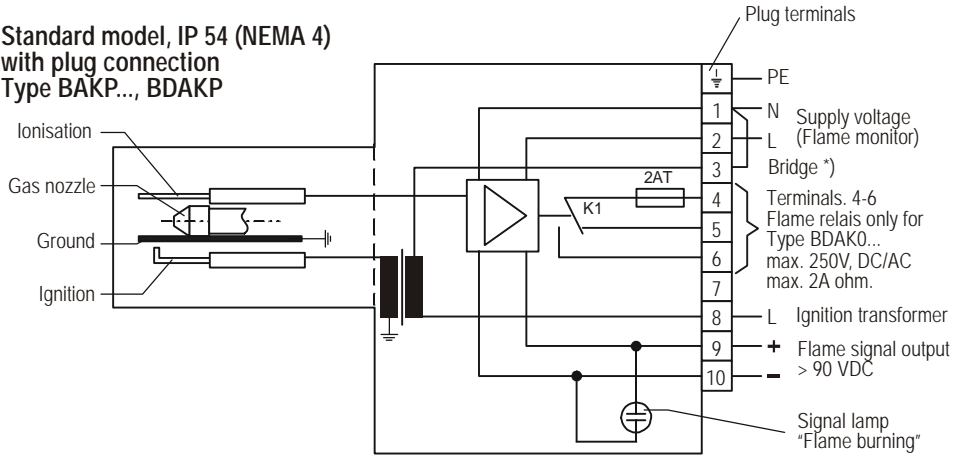 Standard model, IP 54 (NEMA 4)
with plug connection
Type BAKP..., BDAKP
Plug terminals
PE
1
N
Supply voltage
(Flame monitor)
2
L
3
Bridge *)
2AT
K1
4
5
6
Terminals. 4-6
Flame relais only for
Type BDAK0...
max. 250V, DC/AC
max. 2A ohm.
7
8
L
Ignition transformer
9
+
Flame signal output
> 90 VDC
10
−
Signal lamp
"Flame burning"
Ionisation
Gas nozzle
Ground
Ignition